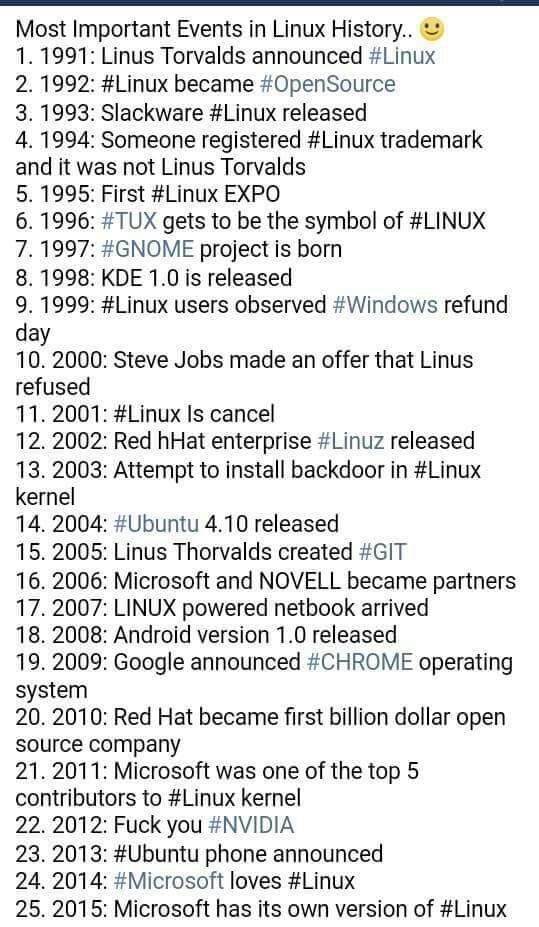 Most Important Events in Linux History.. 🙂
1. 1991: Linus Torvalds announced #Linux
2. 1992: #Linux became #OpenSource
3. 1993: Slackware #Linux released
4. 1994: Someone registered #Linux trademark
and it was not Linus Torvalds
5. 1995: First #Linux EXPO
6. 1996: #TUX gets to be the symbol of #LINUX
7. 1997: #GNOME project is born
8. 1998: KDE 1.0 is released
9. 1999: #Linux users observed #Windows refund
day
10. 2000: Steve Jobs made an offer that Linus
refused
11. 2001: #Linux Is cancel
12. 2002: Red hHat enterprise #Linuz released
13. 2003: Attempt to install backdoor in #Linux
kernel
14. 2004: #Ubuntu 4.10 released
15. 2005: Linus Thorvalds created #GIT
16. 2006: Microsoft and NOVELL became partners
17. 2007: LINUX powered netbook arrived
18. 2008: Android version 1.0 released
19. 2009: Google announced #CHROME operating
system
20. 2010: Red Hat became first billion dollar open
source company
21. 2011: Microsoft was one of the top 5
contributors to #Linux kernel
22. 2012: Fuck you #NVIDIA
23. 2013: #Ubuntu phone announced
24. 2014: #Microsoft loves #Linux
25. 2015: Microsoft has its own version of #Linux